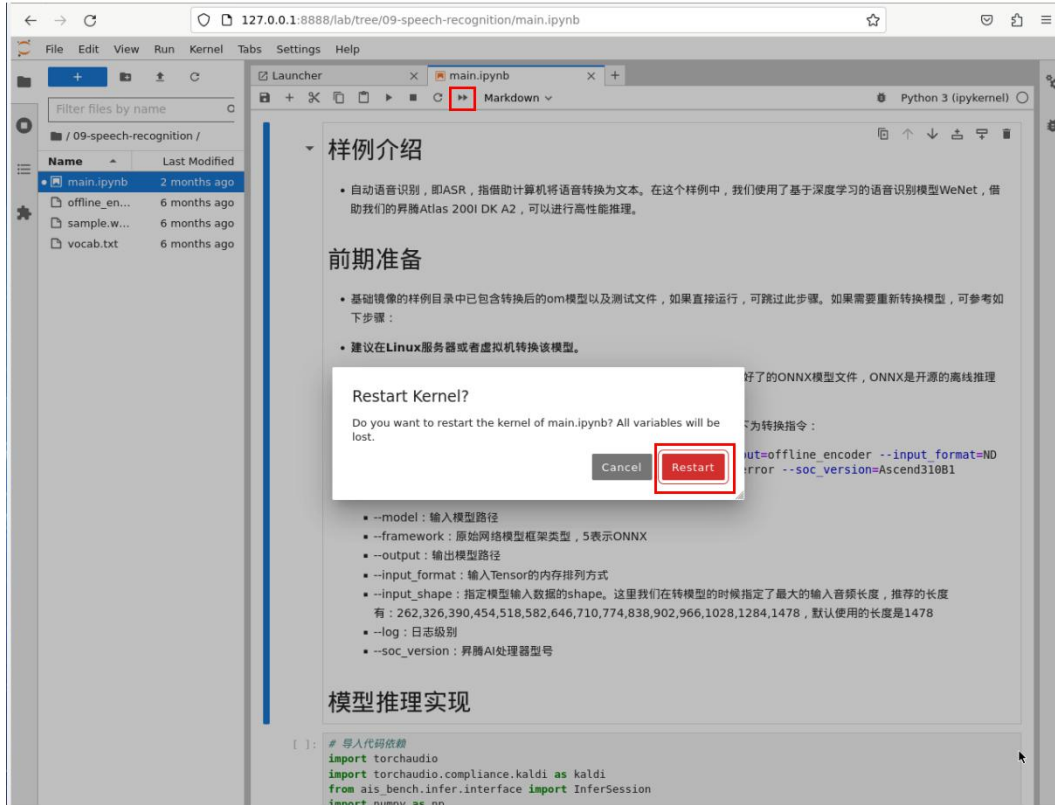 127.0.0.1:8888/lab/tree/09-speech-recognition/main.ipynb
File Edit View Run Kernel Tabs Settings Help
+
Filter files by name
/ 09-speech-recognition /
Name Last Modified
main.ipynb 2 months ago
offline_en... 6 months ago
sample.w... 6 months ago
vocab.txt 6 months ago
Launcher
main.ipynb
Markdown
Python 3 (ipykernel)
样例介绍
自动语音识别，即ASR，指借助计算机将语音转换为文本。在这个样例中，我们使用了基于深度学习的语音识别模型WeNet，借
助我们的昇腾Atlas 200I DK A2，可以进行高性能推理。
前期准备
基础镜像的样例目录中已包含转换后的om模型以及测试文件，如果直接运行，可跳过此步骤。如果需要重新转换模型，可参考如
下步骤：
建议在Linux服务器或者虚拟机转换该模型。
好了的ONNX模型文件，ONNX是开源的离线推理
Restart Kernel?
Do you want to restart the kernel of main.ipynb? All variables will be
lost.
Cancel Restart
下为转换指令：
out=offline_encoder --input_format=ND
error --soc_version=Ascend310B1
--model：输入模型路径
--framework：原始网络模型框架类型，5表示ONNX
--output：输出模型路径
--input_format：输入Tensor的内存排列方式
--input_shape：指定模型输入数据的shape。这里我们在转模型的时候指定了最大的输入音频长度，推荐的长度
有：262,326,390,454,518,582,646,710,774,838,902,966,1028,1284,1478，默认使用的长度是1478
--log：日志级别
--soc_version：昇腾AI处理器型号
模型推理实现
[ ]: # 导入代码依赖
import torchaudio
import torchaudio.compliance.kaldi as kaldi
from ais_bench.infer.interface import InferSession
import numpy as np